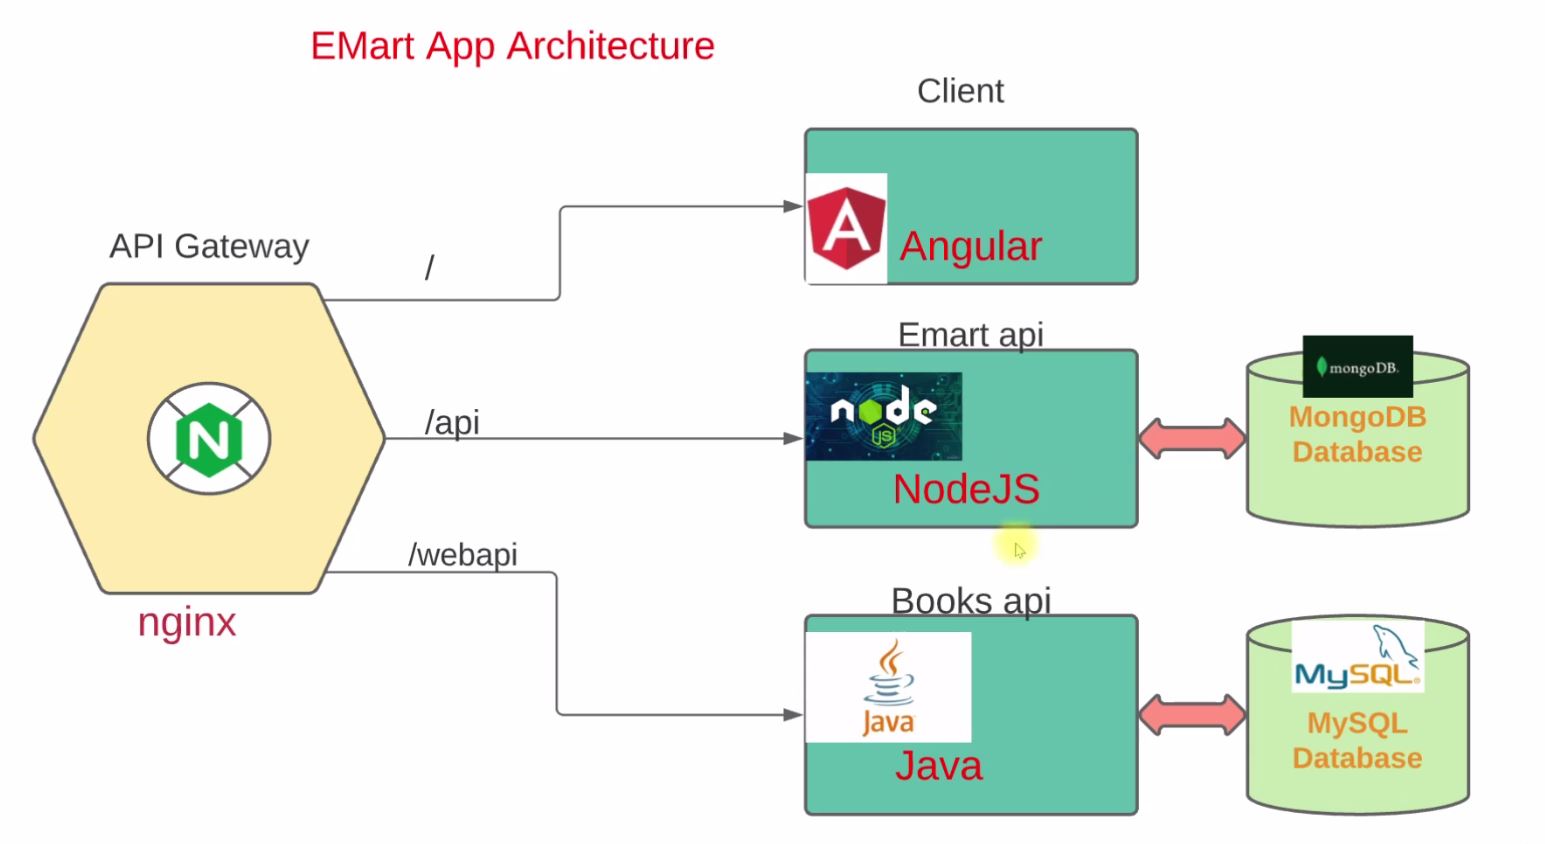 EMart App Architecture
Client
Angular
API Gateway
/
Emart api
node
JS
NodeJS
mongoDB.
MongoDB
Database
/api
N
nginx
/webapi
Books api
Java
Java
MySQL®
MySQL
Database